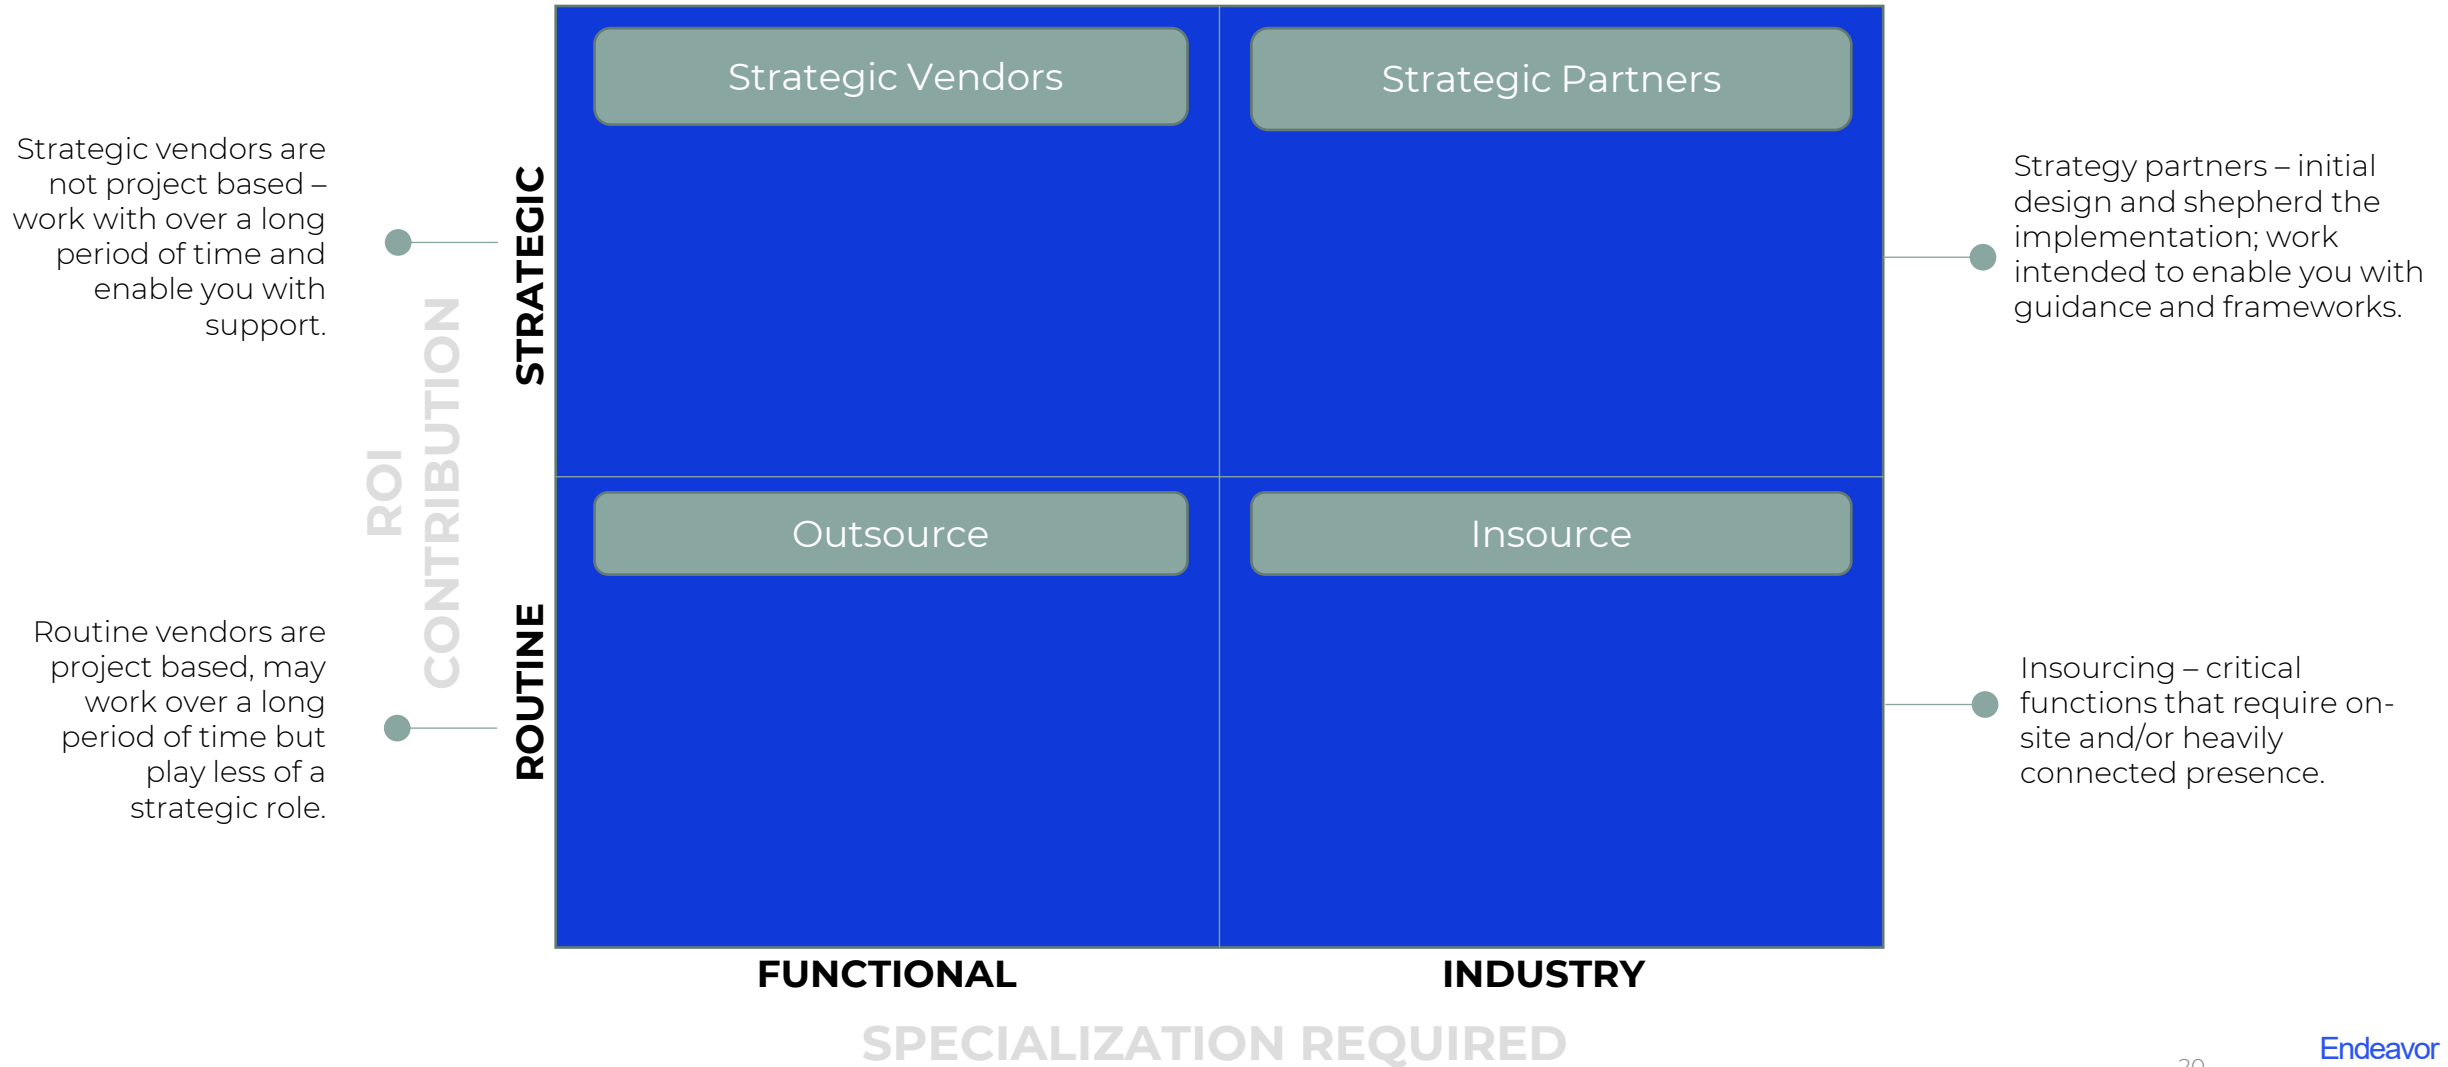 Strategic Vendors
Strategic Partners
Strategic vendors are
not project based –
work with over a long
period of time and
enable you with
support.
STRATEGIC
Strategy partners – initial
design and shepherd the
implementation; work
intended to enable you with
guidance and frameworks.
ROI
CONTRIBUTION
Outsource
Insource
Routine vendors are
project based, may
work over a long
period of time but
play less of a
strategic role.
ROUTINE
Insourcing – critical
functions that require on-
site and/or heavily
connected presence.
FUNCTIONAL
INDUSTRY
SPECIALIZATION REQUIRED
20
Endeavor